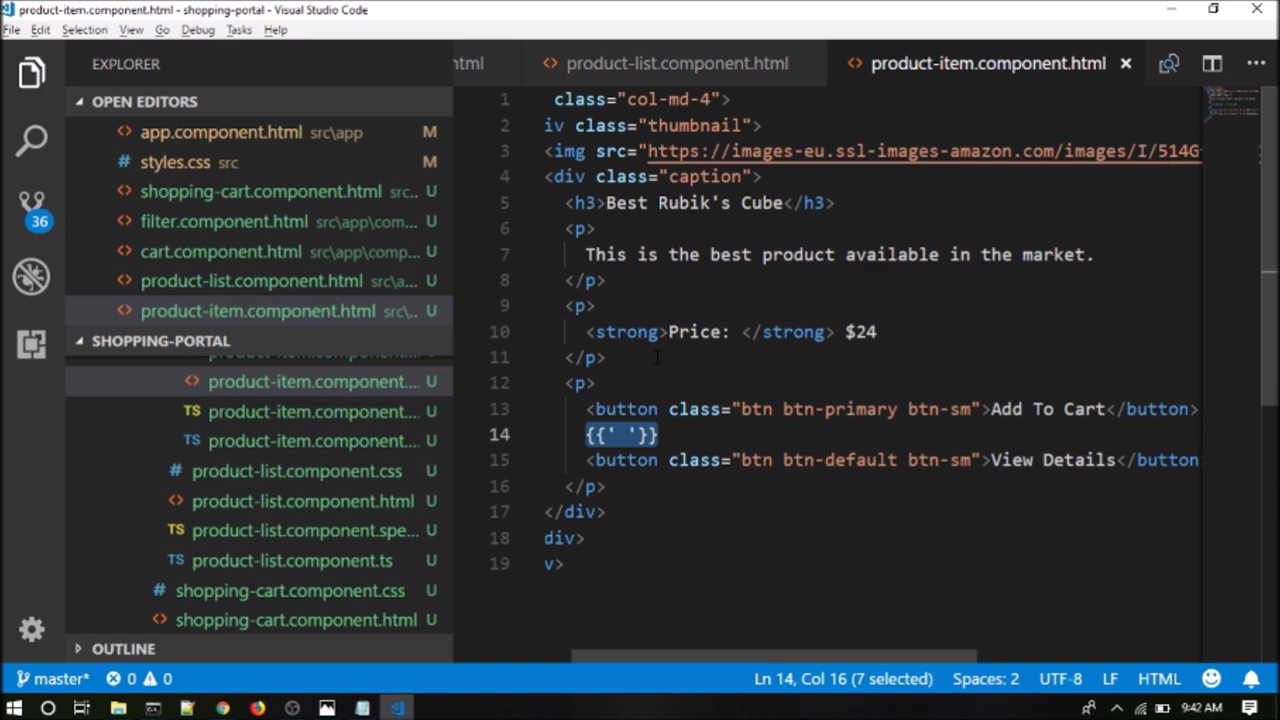 product-item.component.html - shopping-portal - Visual Studio Code
File Edit Selection View Go Debug Tasks Help
EXPLORER
html product-list.component.html product-item.component.html
OPEN EDITORS
app.component.html src\app M
styles.css src M
shopping-cart.component.html src... U
filter.component.html src\app\com... U
cart.component.html src\app\comp... U
product-list.component.html src\a... U
product-item.component.html src\... U
36
SHOPPING-PORTAL
product-item.component.... U
product-item.component.... U
product-item.component.... U
product-list.component.css U
product-list.component.html U
product-list.component.spe... U
product-list.component.ts U
shopping-cart.component.css U
shopping-cart.component.html U
OUTLINE
1 class="col-md-4">
2 iv class="thumbnail">
3 <img src="https://images-eu.ssl-images-amazon.com/images/I/514G
4 <div class="caption">
5 <h3>Best Rubik's Cube</h3>
6 <p>
7 This is the best product available in the market.
8 </p>
9 <p>
10 <strong>Price: </strong> $24
11 </p>
12 <p>
13 <button class="btn btn-primary btn-sm">Add To Cart</button>
14 {{' '}}
15 <button class="btn btn-default btn-sm">View Details</button
16 </p>
17 </div>
18 div>
19 v>
master* 0 0 Ln 14, Col 16 (7 selected) Spaces: 2 UTF-8 LF HTML
9:42 AM